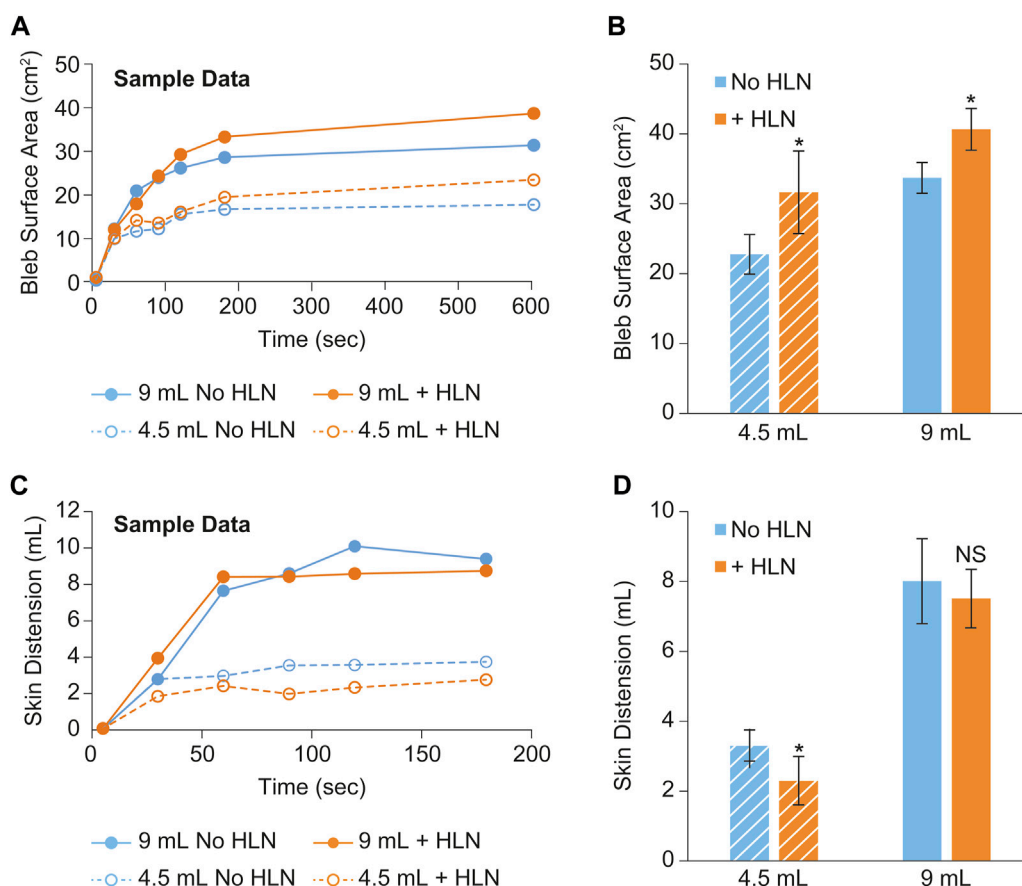 A
Sample Data
Bleb Surface Area (cm²)
50
40
30
20
10
0
0 100 200 300 400 500 600
Time (sec)
9 mL No HLN 9 mL + HLN
4.5 mL No HLN 4.5 mL + HLN
B
Bleb Surface Area (cm²)
50
40
30
20
10
0
No HLN
+ HLN
* *
4.5 mL 9 mL
C
Sample Data
Skin Distension (mL)
12
10
8
6
4
2
0
0 50 100 150 200
Time (sec)
9 mL No HLN 9 mL + HLN
4.5 mL No HLN 4.5 mL + HLN
D
Skin Distension (mL)
10
8
6
4
2
0
No HLN
+ HLN
NS
*
4.5 mL 9 mL